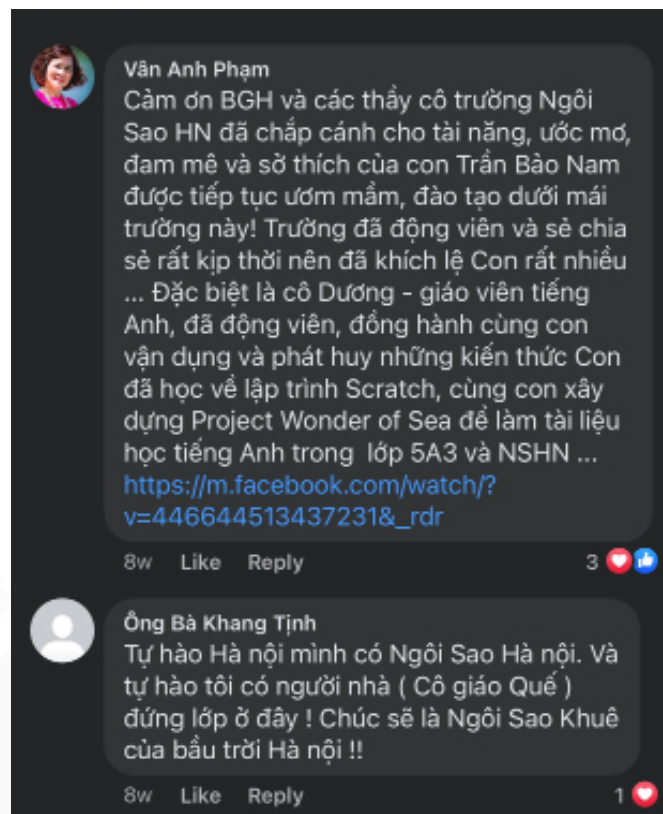 Vân Anh Phạm
Cảm ơn BGH và các thầy cô trường Ngôi
Sao HN đã chắp cánh cho tài năng, ước mơ,
đam mê và sở thích của con Trần Bảo Nam
được tiếp tục ươm mầm, đào tạo dưới mái
trường này! Trường đã động viên và sẻ chia
sẻ rất kịp thời nên đã khích lệ Con rất nhiều
... Đặc biệt là cô Dương - giáo viên tiếng
Anh, đã động viên, đồng hành cùng con
vận dụng và phát huy những kiến thức Con
đã học về lập trình Scratch, cùng con xây
dựng Project Wonder of Sea để làm tài liệu
học tiếng Anh trong lớp 5A3 và NSHN ...
https://m.facebook.com/watch/?
v=446644513437231&_rdr
8w Like Reply 3
Ông Bà Khang Tịnh
Tự hào Hà nội mình có Ngôi Sao Hà nội. Và
tự hào tôi có người nhà ( Cô giáo Quế )
đứng lớp ở đây ! Chúc sẽ là Ngôi Sao Khuê
của bầu trời Hà nội !!
8w Like Reply 1